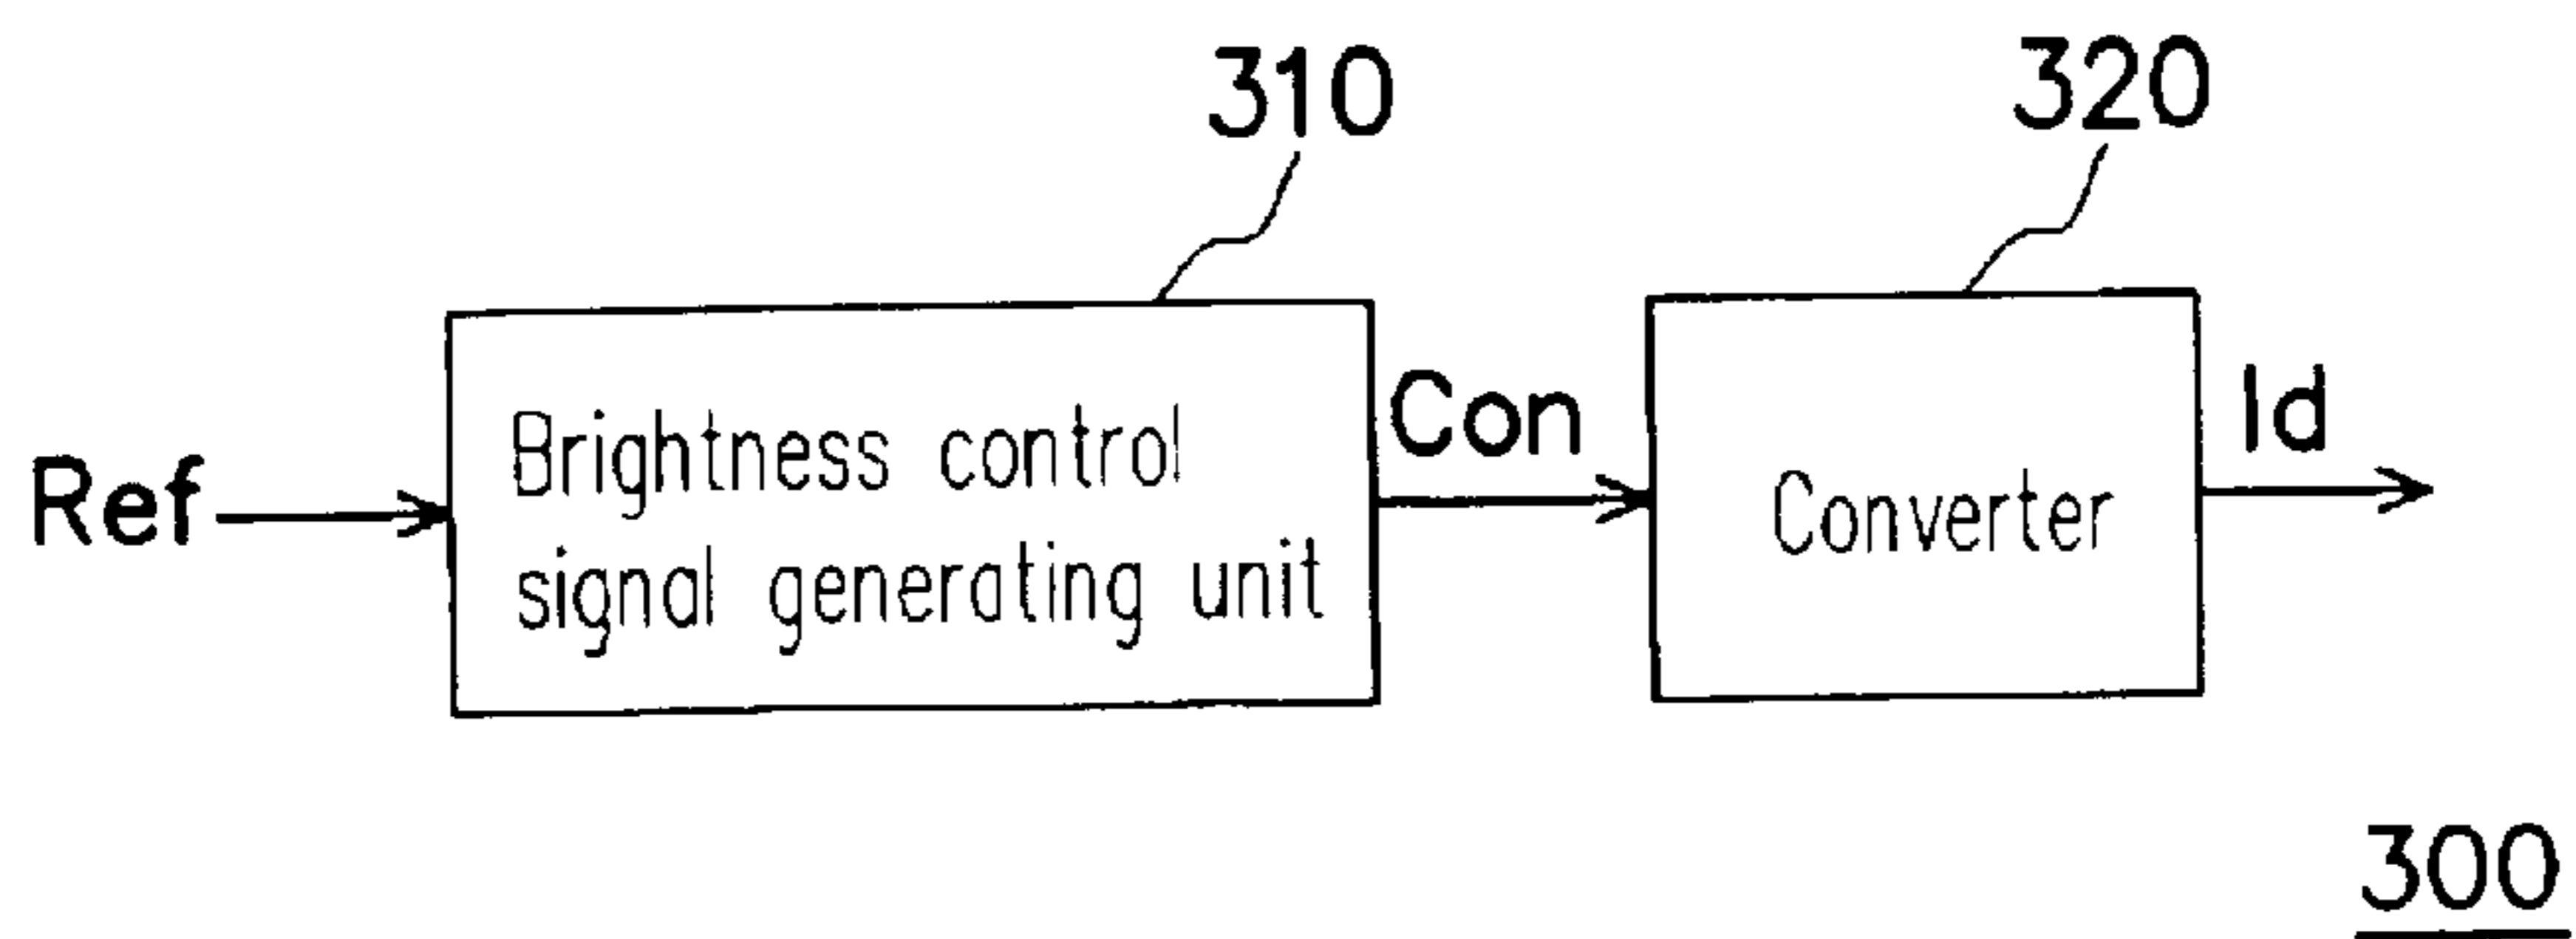 310
320
Ref
Brightness control
signal generating unit
Con
Converter
Id
300